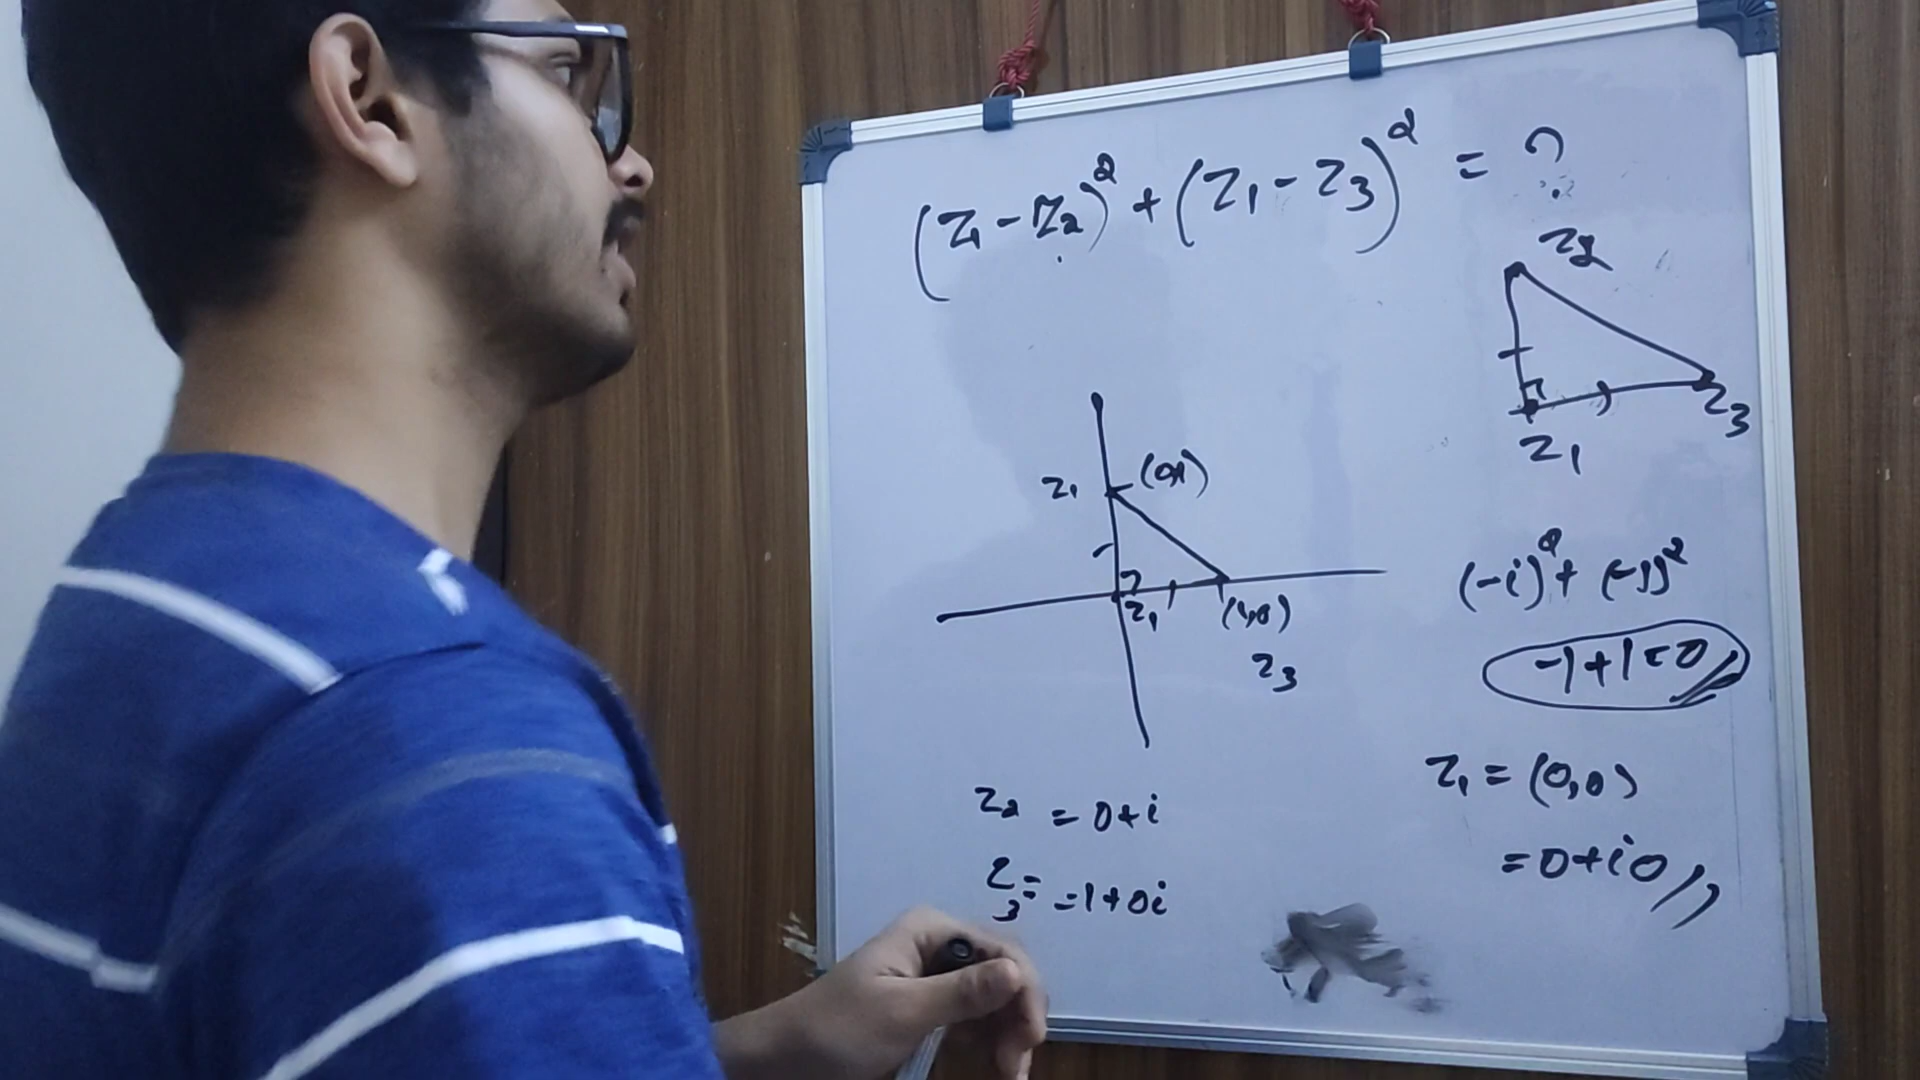 (Z₁ - Z₂)² + (Z₁ - Z₃)² = ?
Z₂
Z₃
Z₁
Z₁ (0,1)
Z₁ (1,0)
Z₃
(-i)² + (-1)²
-1+1=0
Z₁ = (0,0)
= 0+i0
Z₂ = 0+i
Z₃ = =1+0i